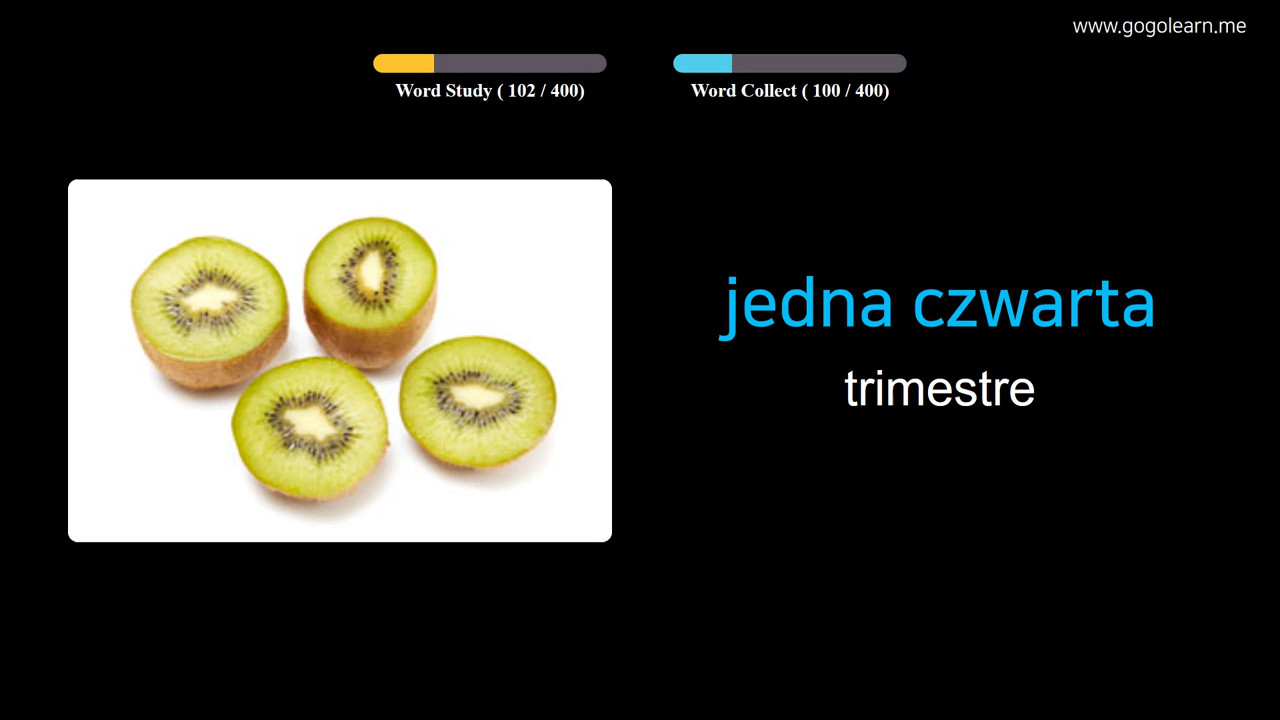 www.gogolearn.me
Word Study ( 102 / 400)
Word Collect ( 100 / 400)
jedna czwarta
trimestre